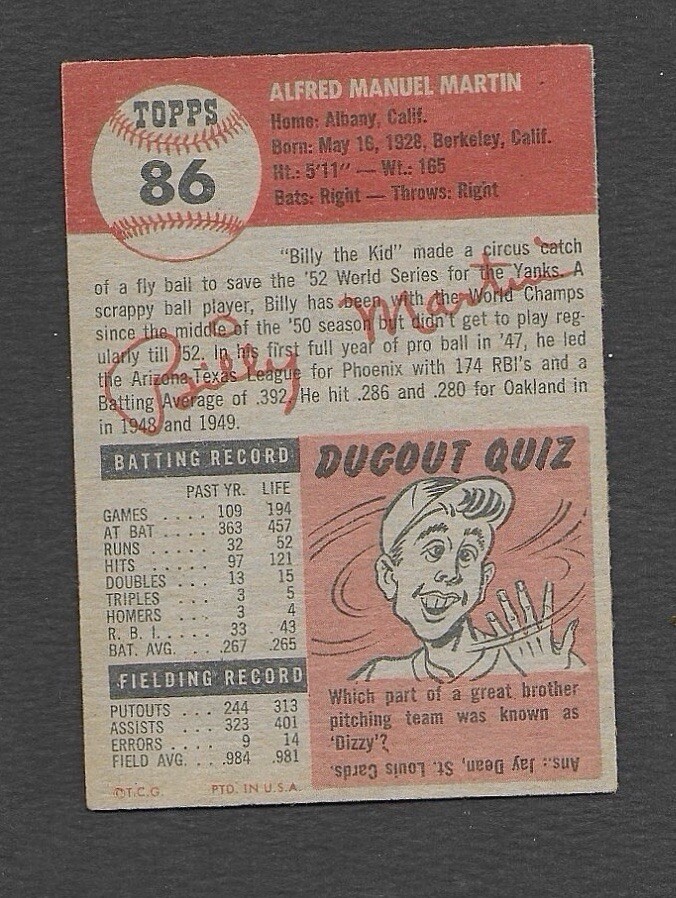 TOPPS
86
ALFRED MANUEL MARTIN
Home: Albany, Calif.
Born: May 16, 1928, Berkeley, Calif.
Ht.: 5'11" — Wt.: 165
Bats: Right — Throws: Right
"Billy the Kid" made a circus catch
of a fly ball to save the '52 World Series for the Yanks. A
scrappy ball player, Billy has been with the World Champs
since the middle of the '50 season but didn't get to play reg-
ularly till '52. In his first full year of pro ball in '47, he led
the Arizona-Texas League for Phoenix with 174 RBI's and a
Batting Average of .392. He hit .286 and .280 for Oakland in
in 1948 and 1949.
Billy Martin
BATTING RECORD
PAST YR. LIFE
GAMES . . . . 109 194
AT BAT . . . . 363 457
RUNS . . . . . 32 52
HITS . . . . . 97 121
DOUBLES . . . 13 15
TRIPLES . . . 3 5
HOMERS . . . 3 4
R. B. I. . . . . . 33 43
BAT. AVG. . . . .267 .265
FIELDING RECORD
PUTOUTS . . . 244 313
ASSISTS . . . . 323 401
ERRORS . . . . 9 14
FIELD AVG. . . . .984 .981
©T.C.G. PTD. IN U.S.A.
DUGOUT QUIZ
Which part of a great brother
pitching team was known as
'Dizzy'?
Ans.: Jay Dean, St. Louis Cards.